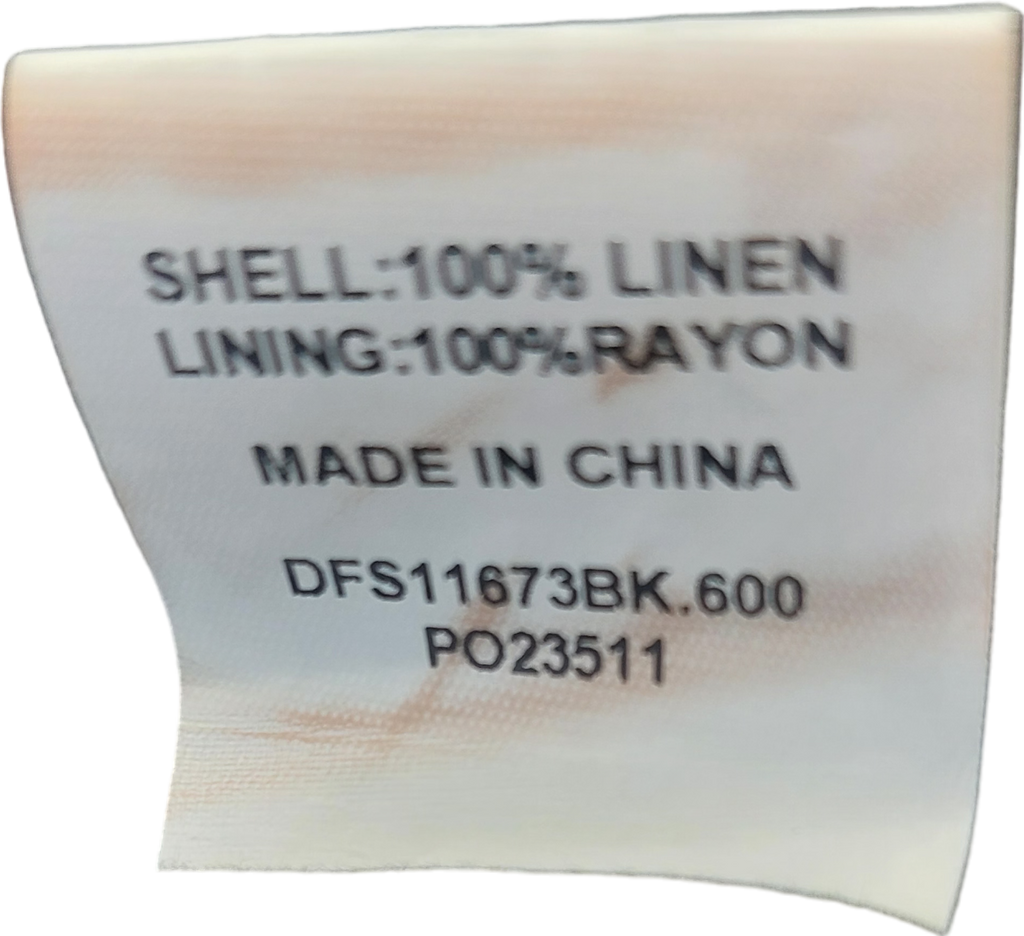 SHELL:100% LINEN
LINING:100%RAYON
MADE IN CHINA
DFS11673BK.600
PO23511